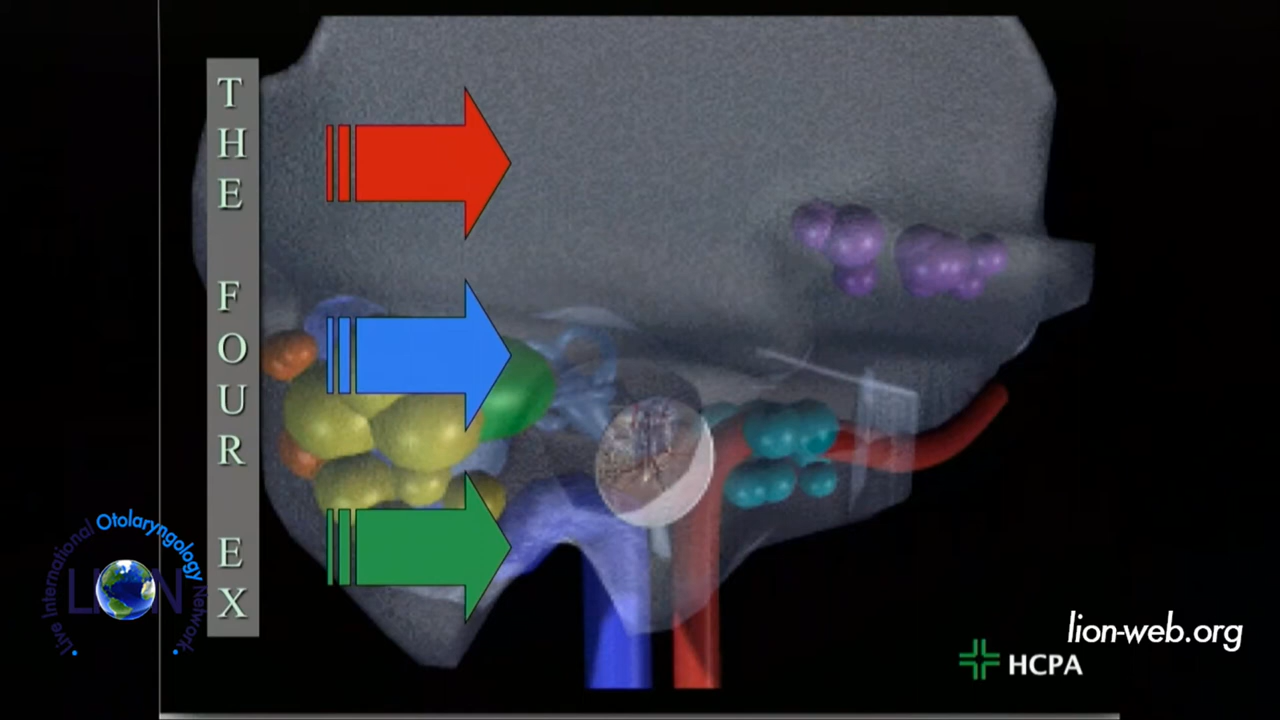 THE FOUR EX
Live International Otolaryngology Network
LION
lion-web.org
HCPA